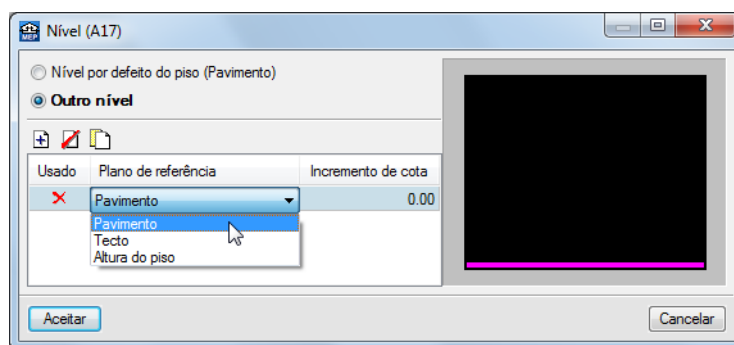 MEP Nível (A17)
Nível por defeito do piso (Pavimento)
Outro nível
Usado Plano de referência Incremento de cota
Pavimento 0.00
Pavimento
Tecto
Altura do piso
Aceitar Cancelar